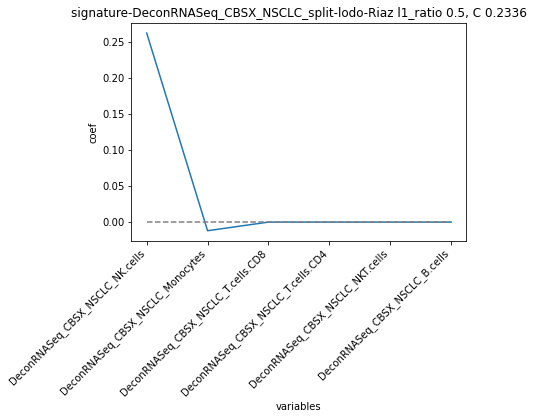 signature-DeconRNASeq_CBSX_NSCLC_split-lodo-Riaz l1_ratio 0.5, C 0.2336
0.25
0.20
0.15
0.10
0.05
0.00
coef
DeconRNASeq_CBSX_NSCLC_NK.cells
DeconRNASeq_CBSX_NSCLC_Monocytes
DeconRNASeq_CBSX_NSCLC_T.cells.CD8
DeconRNASeq_CBSX_NSCLC_T.cells.CD4
DeconRNASeq_CBSX_NSCLC_NKT.cells
DeconRNASeq_CBSX_NSCLC_B.cells
variables